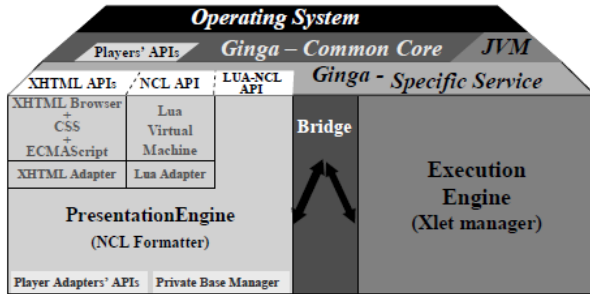 Operating System
Players' APIs
Ginga – Common Core
JVM
XHTML APIs
NCL API
LUA-NCL
API
Ginga - Specific Service
XHTML Browser
+
CSS
+
ECMAScript
Lua
Virtual
Machine
XHTML Adapter
Lua Adapter
PresentationEngine
(NCL Formatter)
Player Adapters' APIs
Private Base Manager
Bridge
Execution
Engine
(Xlet manager)